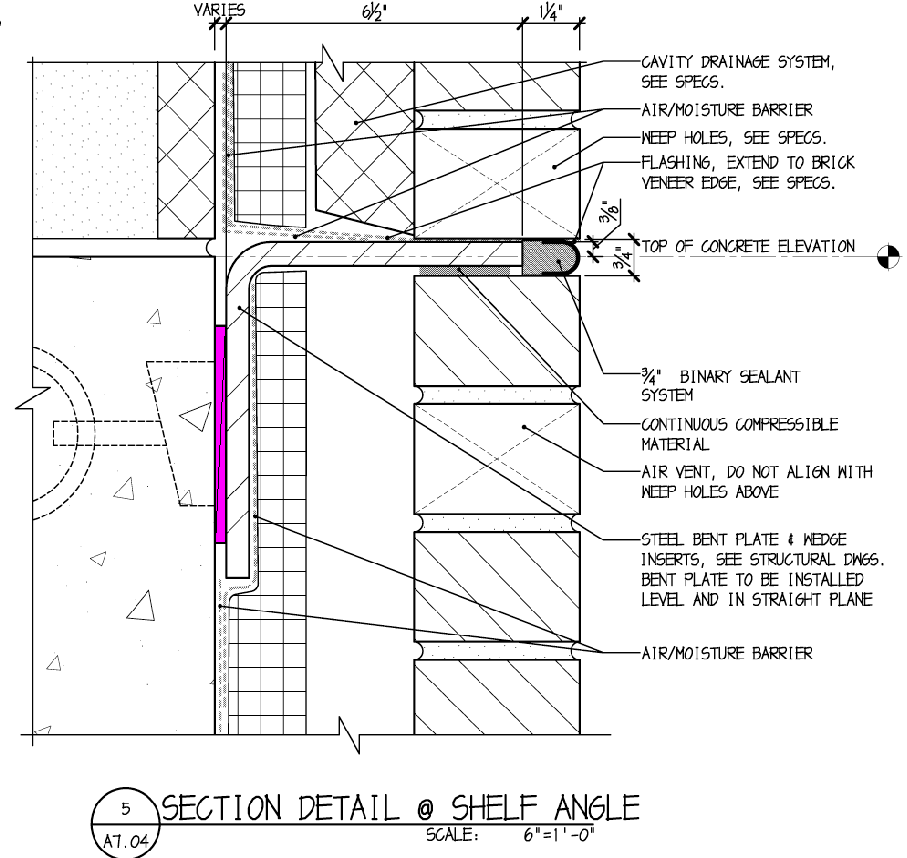 VARIES
6½"
1¼"
CAVITY DRAINAGE SYSTEM,
SEE SPECS.
AIR/MOISTURE BARRIER
WEEP HOLES, SEE SPECS.
FLASHING, EXTEND TO BRICK
VENEER EDGE, SEE SPECS.
3/8"
TOP OF CONCRETE ELEVATION
3/4"
¾" BINARY SEALANT
SYSTEM
CONTINUOUS COMPRESSIBLE
MATERIAL
AIR VENT, DO NOT ALIGN WITH
WEEP HOLES ABOVE
STEEL BENT PLATE & WEDGE
INSERTS, SEE STRUCTURAL DWGS.
BENT PLATE TO BE INSTALLED
LEVEL AND IN STRAIGHT PLANE
AIR/MOISTURE BARRIER
5
A7.04
SECTION DETAIL @ SHELF ANGLE
SCALE: 6"=1'-0"